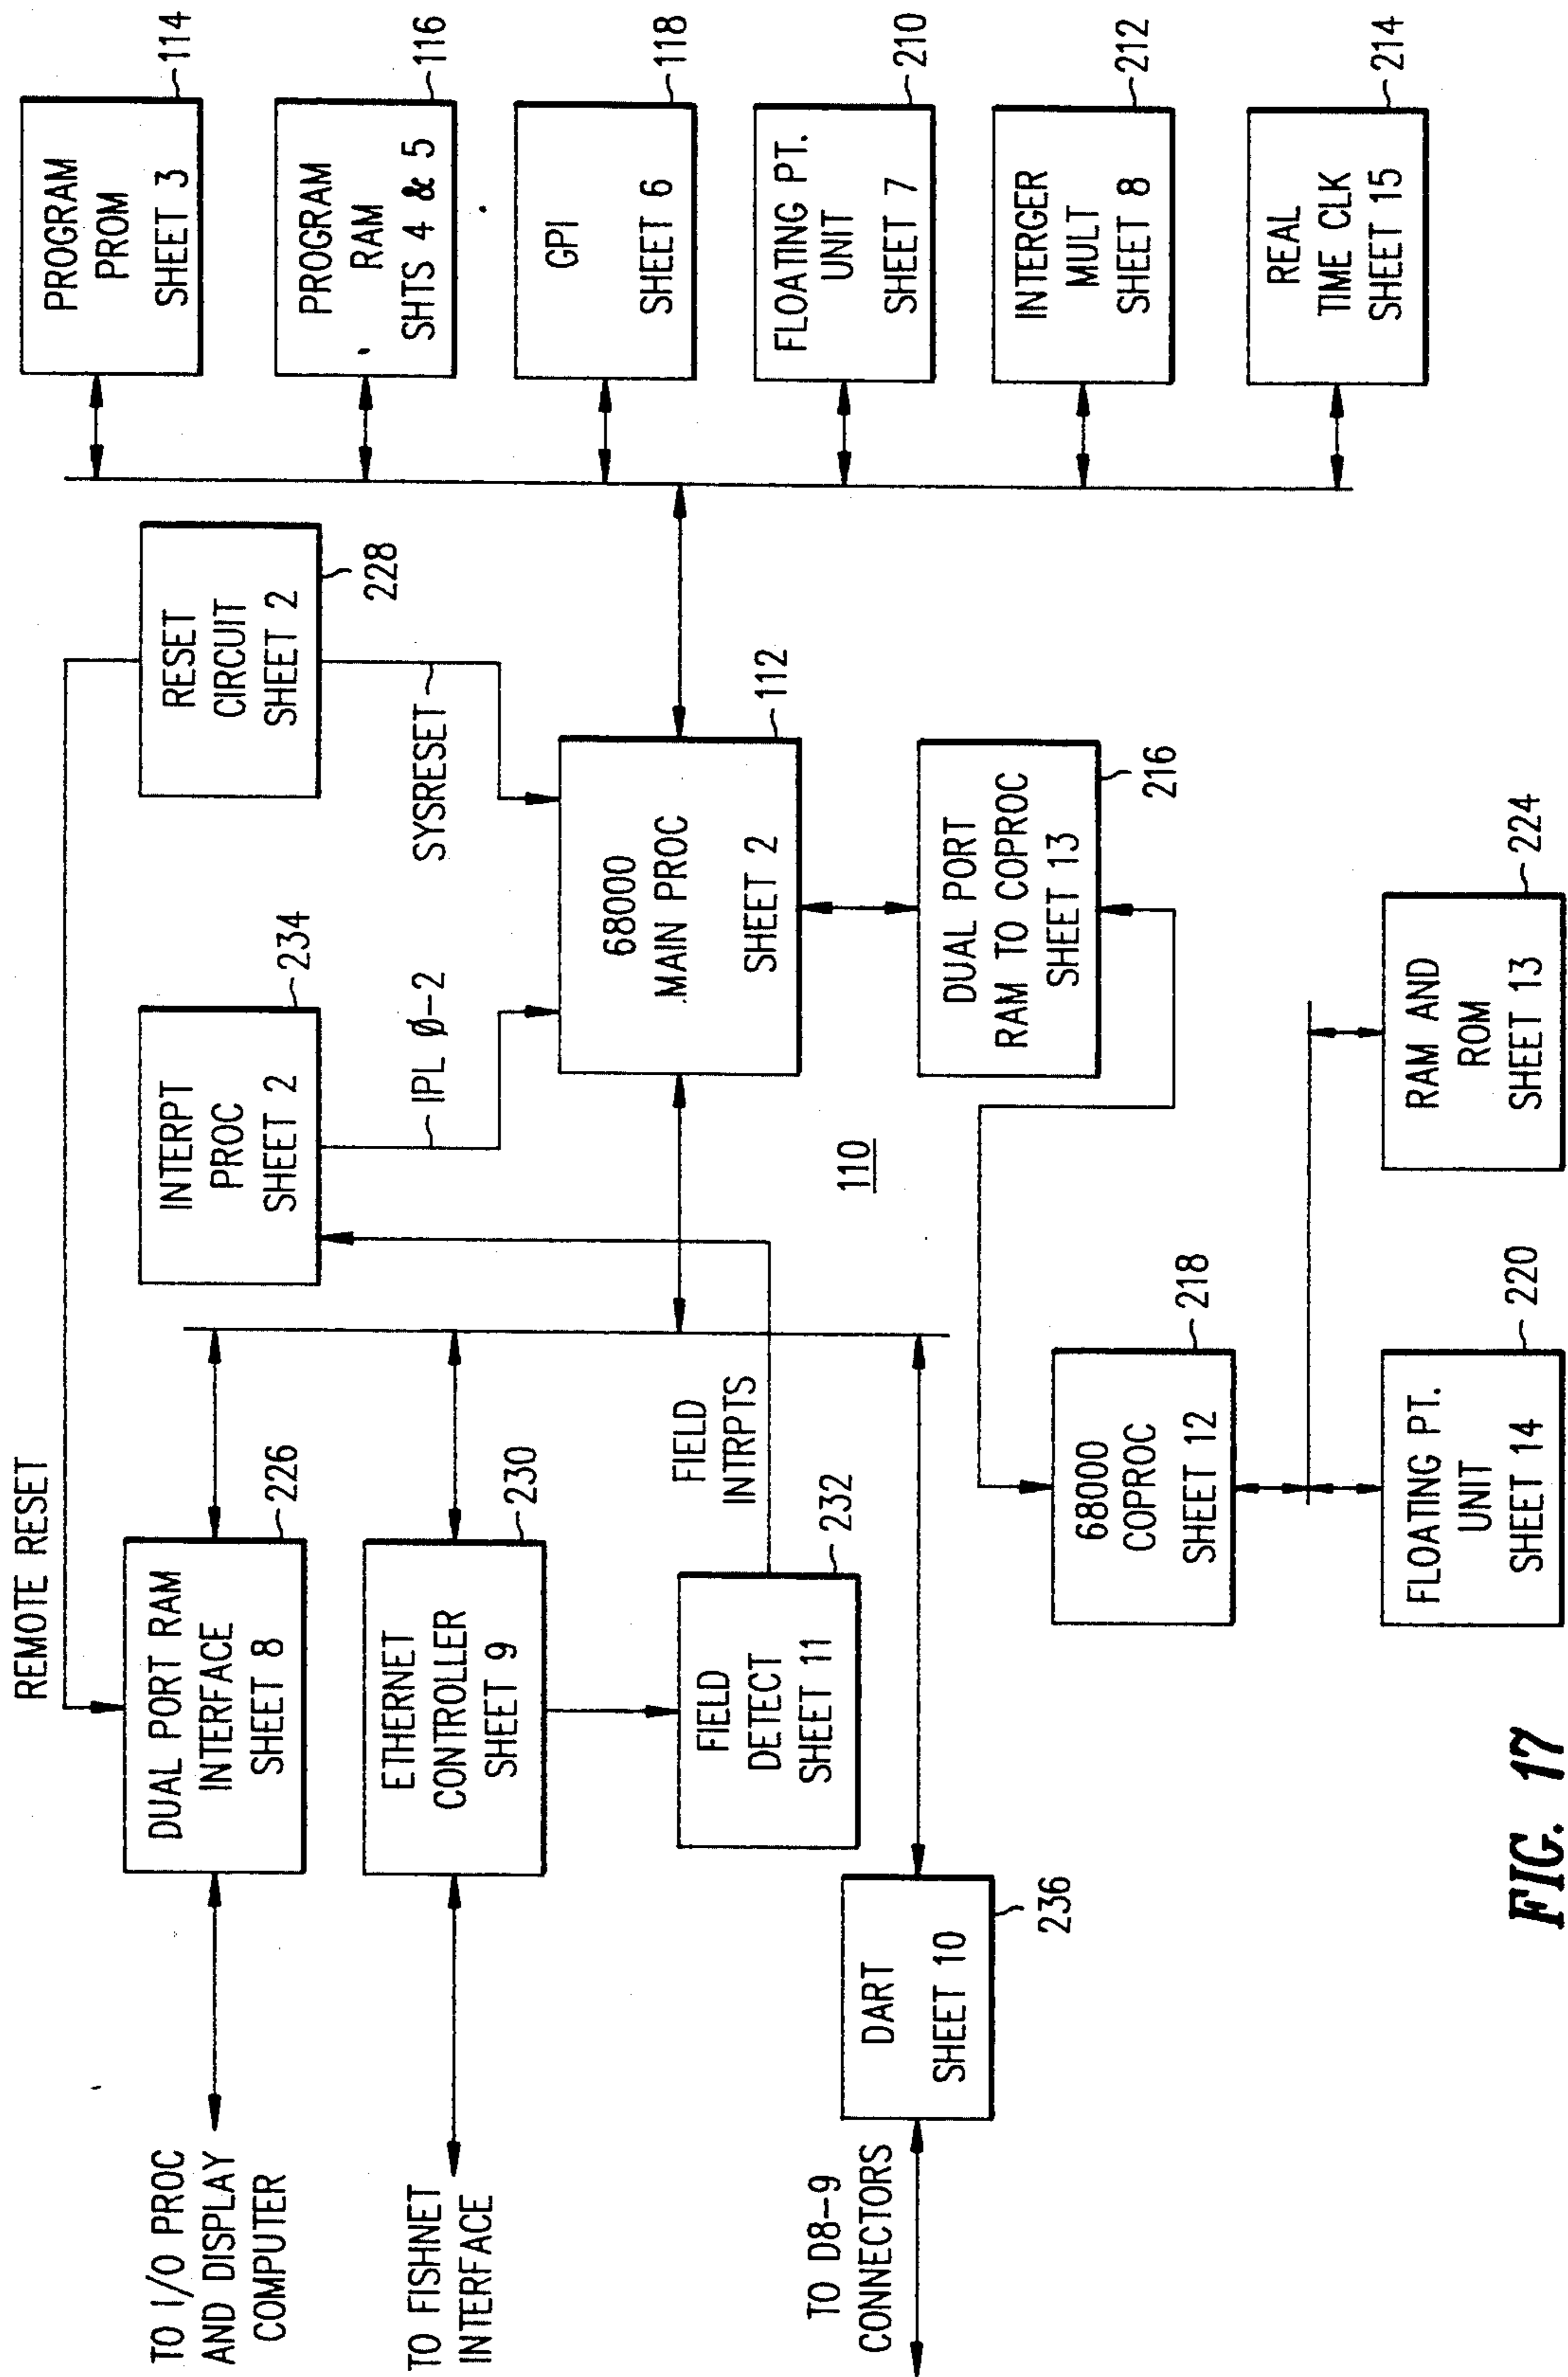 REMOTE RESET
TO I/O PROC
AND DISPLAY
COMPUTER
DUAL PORT RAM
INTERFACE
SHEET 8
226
INTERPT
PROC
SHEET 2
234
RESET
CIRCUIT
SHEET 2
228
PROGRAM
PROM
SHEET 3
114
PROGRAM
RAM
SHTS 4 & 5
116
TO FISHNET
INTERFACE
ETHERNET
CONTROLLER
SHEET 9
230
IPL Ø-2
SYSRESET
GPI
SHEET 6
118
FIELD
DETECT
SHEET 11
232
FIELD
INTRPTS
68000
MAIN PROC
SHEET 2
112
FLOATING PT.
UNIT
SHEET 7
210
110
TO D8-9
CONNECTORS
DART
SHEET 10
236
DUAL PORT
RAM TO COPROC
SHEET 13
216
INTERGER
MULT
SHEET 8
212
68000
COPROC
SHEET 12
218
REAL
TIME CLK
SHEET 15
214
FLOATING PT.
UNIT
SHEET 14
220
RAM AND
ROM
SHEET 13
224
FIG. 17